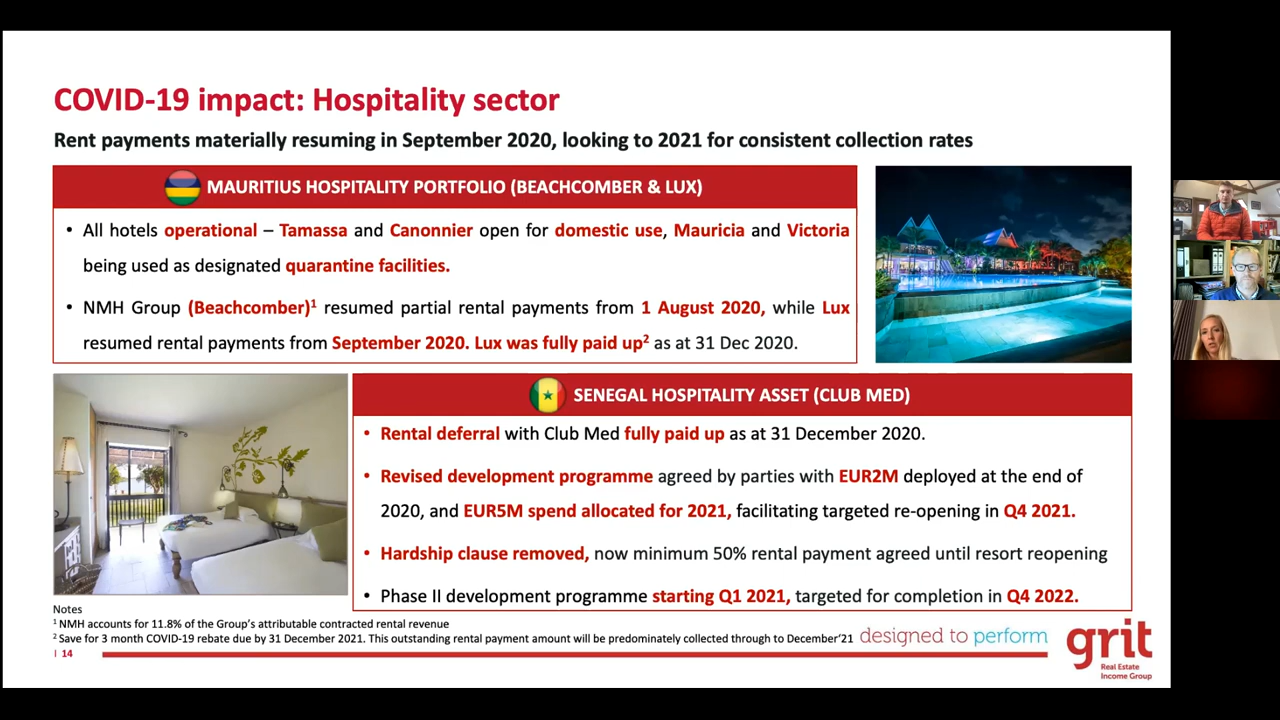 COVID-19 impact: Hospitality sector
Rent payments materially resuming in September 2020, looking to 2021 for consistent collection rates
MAURITIUS HOSPITALITY PORTFOLIO (BEACHCOMBER & LUX)
• All hotels operational – Tamassa and Canonnier open for domestic use, Mauricia and Victoria
being used as designated quarantine facilities.
• NMH Group (Beachcomber)¹ resumed partial rental payments from 1 August 2020, while Lux
resumed rental payments from September 2020. Lux was fully paid up² as at 31 Dec 2020.
SENEGAL HOSPITALITY ASSET (CLUB MED)
• Rental deferral with Club Med fully paid up as at 31 December 2020.
• Revised development programme agreed by parties with EUR2M deployed at the end of
2020, and EUR5M spend allocated for 2021, facilitating targeted re-opening in Q4 2021.
• Hardship clause removed, now minimum 50% rental payment agreed until resort reopening
• Phase II development programme starting Q1 2021, targeted for completion in Q4 2022.
Notes
¹ NMH accounts for 11.8% of the Group's attributable contracted rental revenue
² Save for 3 month COVID-19 rebate due by 31 December 2021. This outstanding rental payment amount will be predominately collected through to December'21
designed to perform
grit
Real Estate
Income Group
| 14